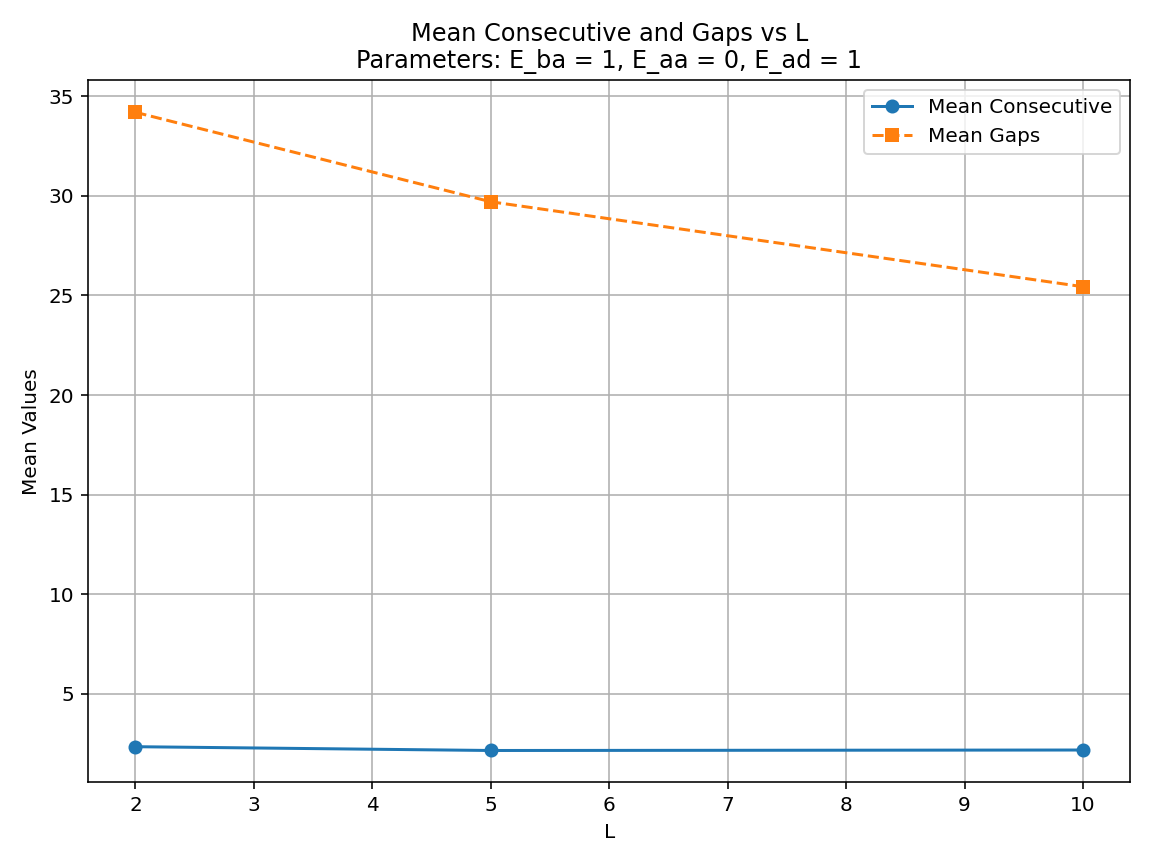 Mean Consecutive and Gaps vs L
Parameters: E_ba = 1, E_aa = 0, E_ad = 1
Mean Consecutive
Mean Gaps
Mean Values
35
30
25
20
15
10
5
2 3 4 5 6 7 8 9 10
L